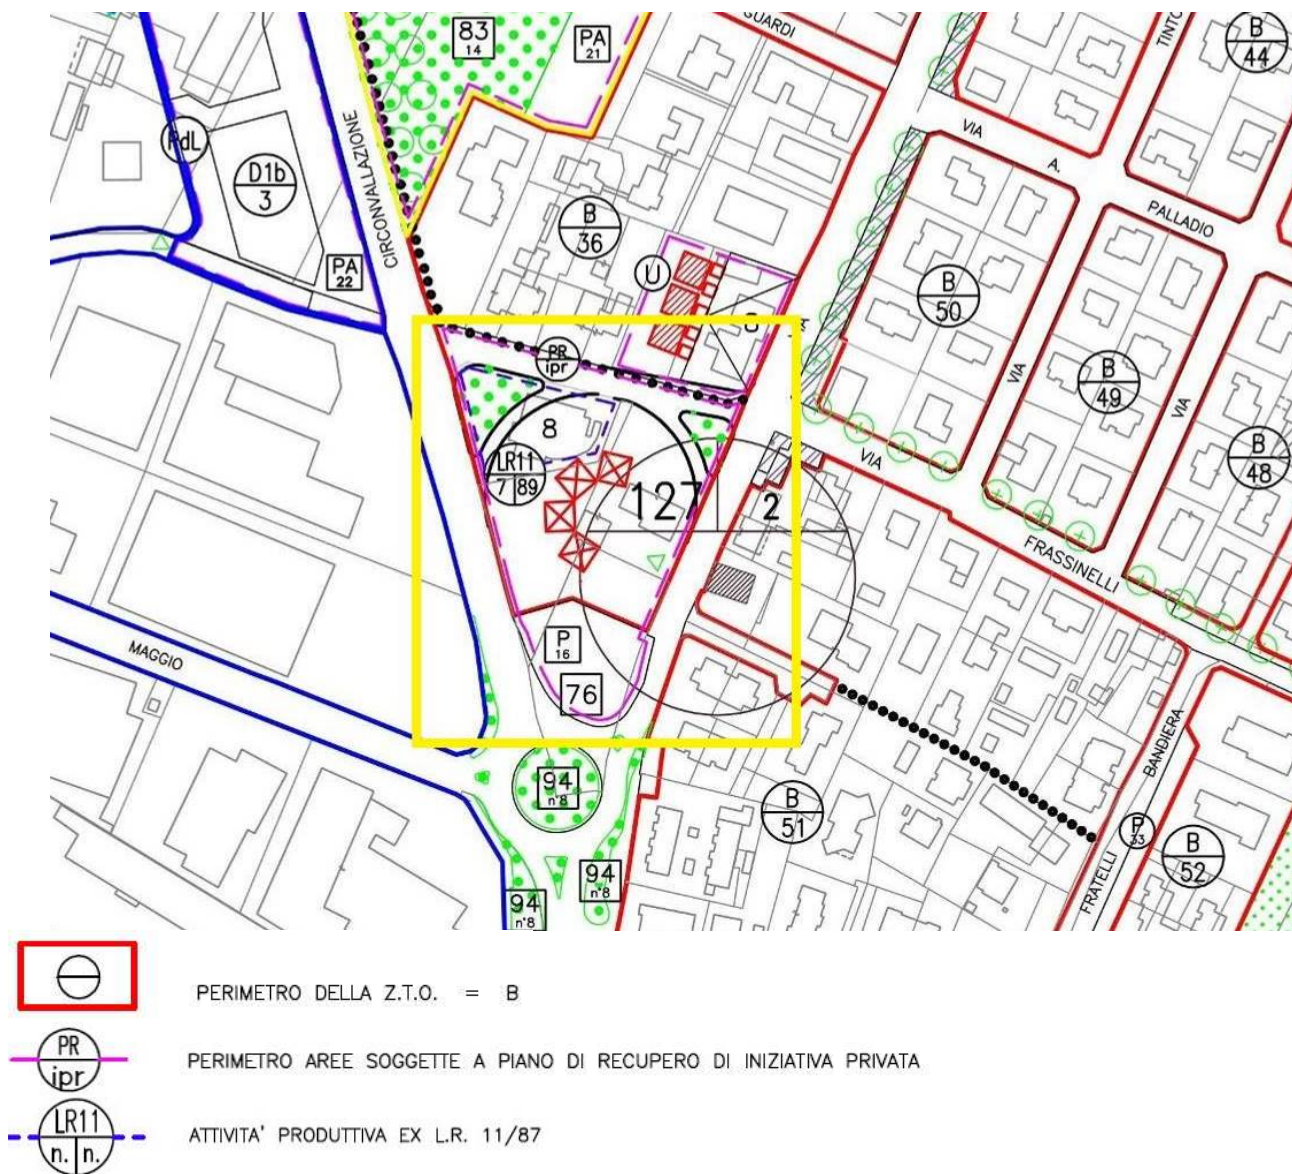 GUARDI
TINTO
B
44
83
14
PA
21
CIRCONVALLAZIONE
PdL
D1b
3
VIA
A.
PALLADIO
B
36
U
PA
22
B
50
VIA
B
49
VIA
B
48
PR
ipr
8
LR11
7 89
127
2
VIA
FRASSINELLI
MAGGIO
P
16
76
94
n°8
B
51
BANDIERA
P
33
B
52
FRATELLI
94
n°8
94
n°8
PERIMETRO DELLA Z.T.O. = B
PR
ipr
PERIMETRO AREE SOGGETTE A PIANO DI RECUPERO DI INIZIATIVA PRIVATA
LR11
n. n.
ATTIVITA' PRODUTTIVA EX L.R. 11/87